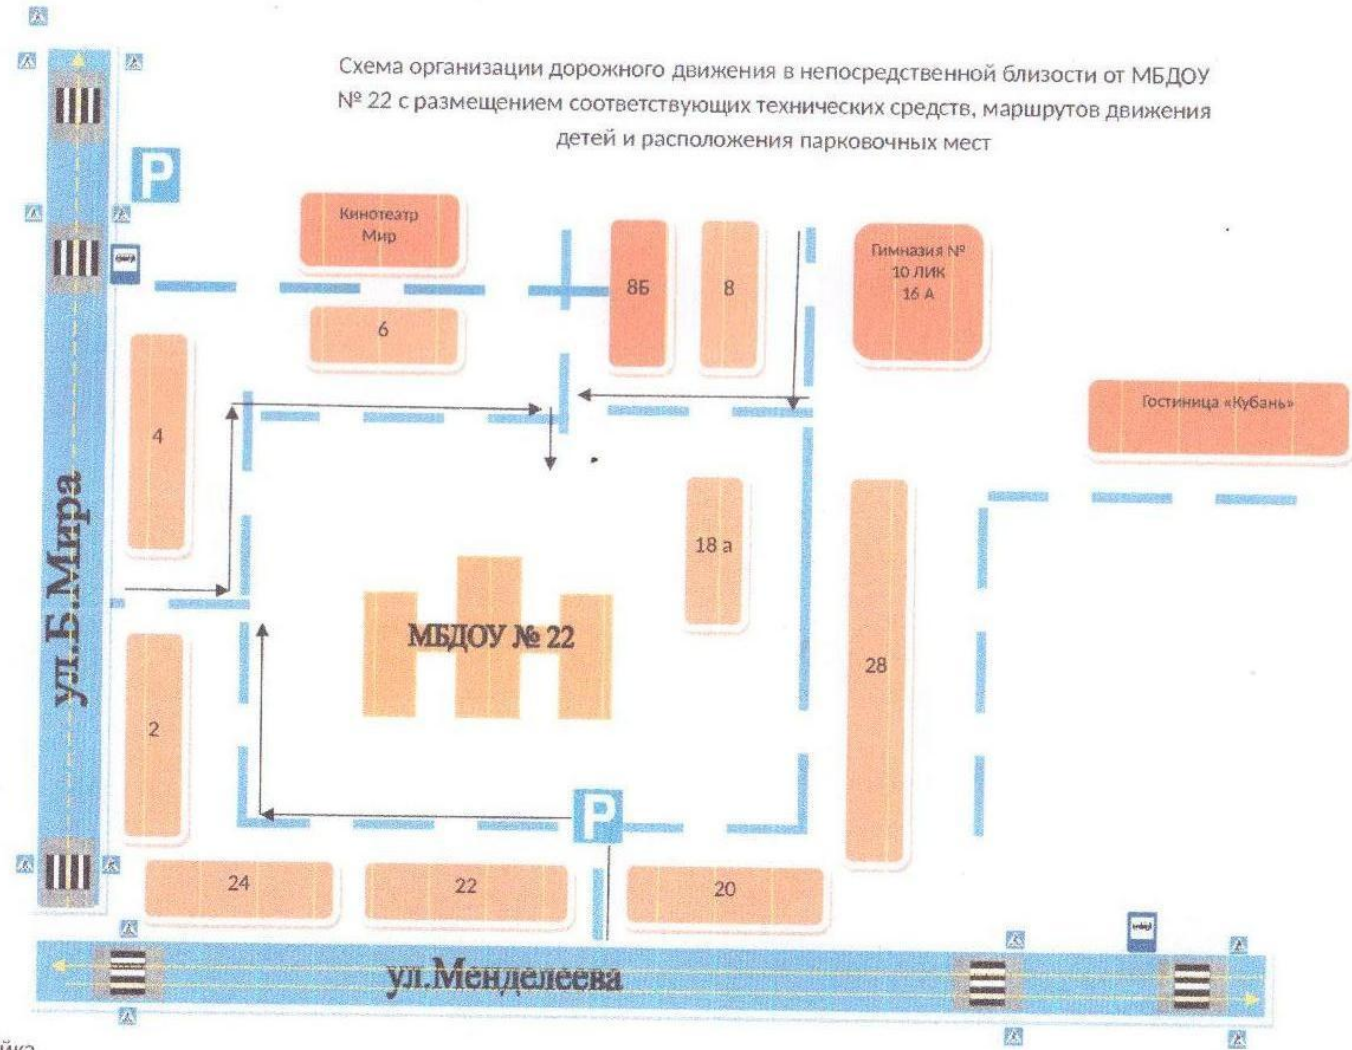 Схема организации дорожного движения в непосредственной близости от МБДОУ
№ 22 с размещением соответствующих технических средств, маршрутов движения
детей и расположения парковочных мест
P
Кинотеатр
Мир
8Б
8
Гимназия №
10 ЛИК
16 А
6
4
Гостиница «Кубань»
ул.Б.Мира
18 а
МБДОУ № 22
28
2
P
24
22
20
ул.Менделеева